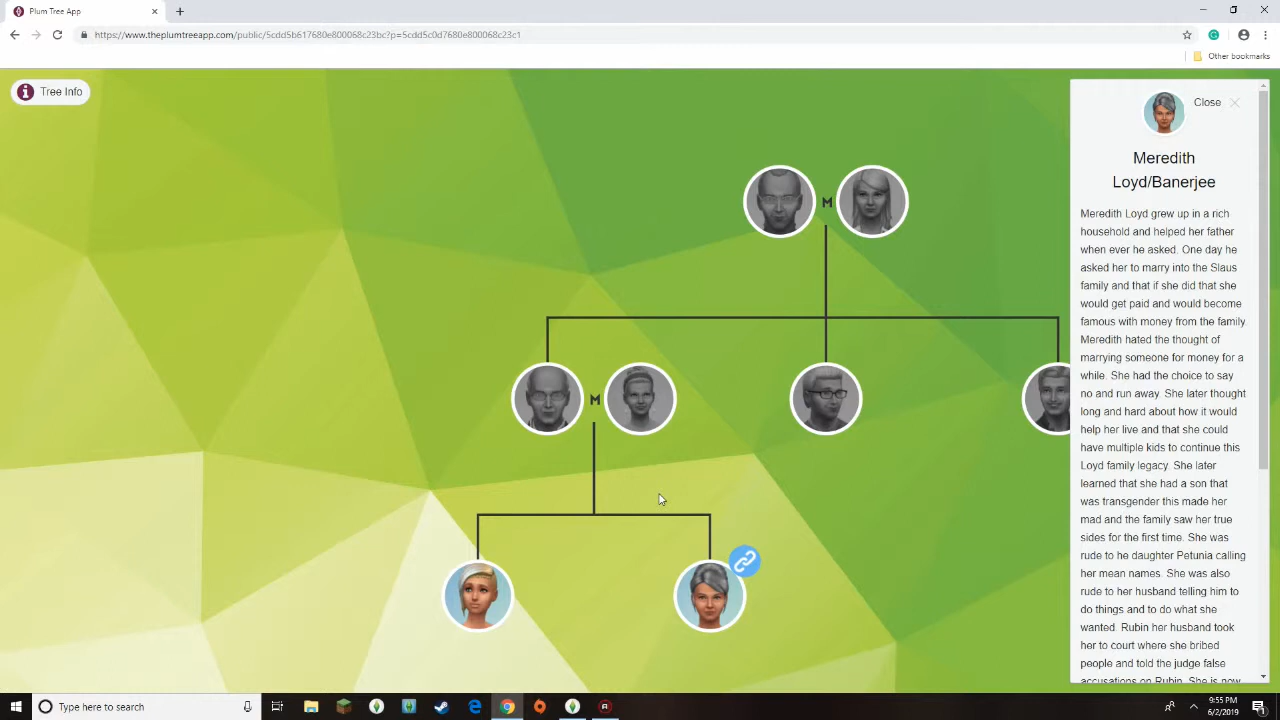 Plum Tree App
https://www.theplumtreeapp.com/public/5cdd5b617680e800068c23bc?p=5cdd5c0d7680e800068c23c1
Other bookmarks
Tree Info
Close
Meredith
Loyd/Banerjee
Meredith Loyd grew up in a rich
household and helped her father
when ever he asked. One day he
asked her to marry into the Slaus
family and that if she did that she
would get paid and would become
famous with money from the family.
Meredith hated the thought of
marrying someone for money for a
while. She had the choice to say
no and run away. She later thought
long and hard about how it would
help her live and that she could
have multiple kids to continue this
Loyd family legacy. She later
learned that she had a son that
was transgender this made her
mad and the family saw her true
sides for the first time. She was
rude to he daughter Petunia calling
her mean names. She was also
rude to her husband telling him to
do things and to do what she
wanted. Rubin her husband took
her to court where she bribed
people and told the judge false
accusations on Rubin. She is now
M
M
Type here to search
9:55 PM
6/2/2019